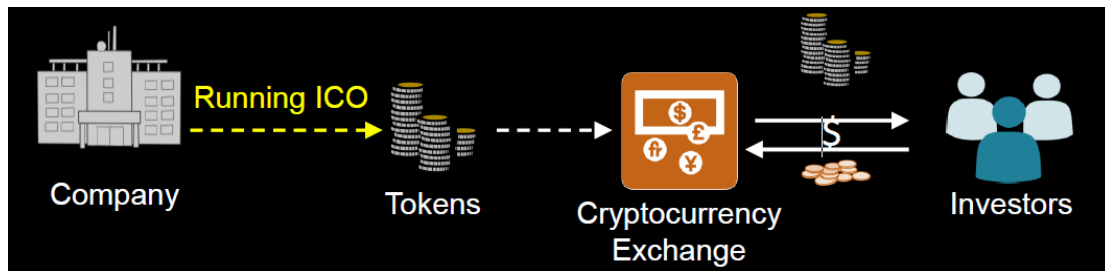 Running ICO
$
$
£
¥
Company
Tokens
Cryptocurrency
Exchange
Investors